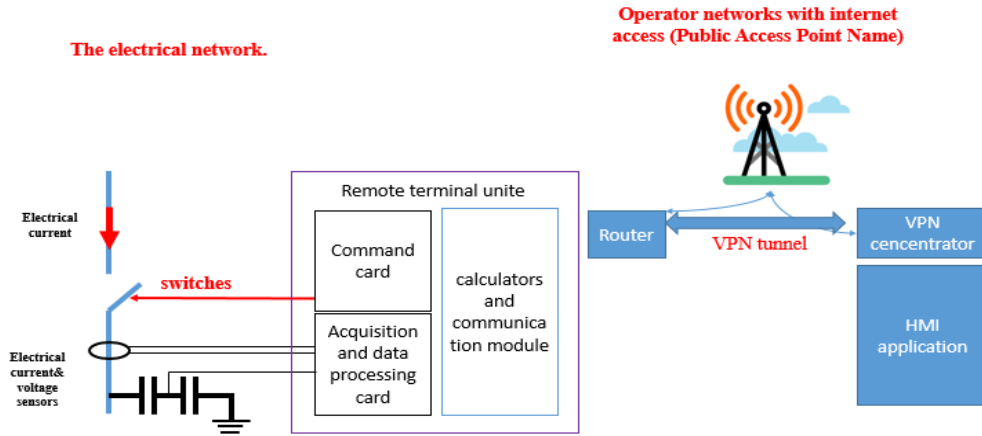 Operator networks with internet
access (Public Access Point Name)
The electrical network.
Remote terminal unite
Electrical
current
Command
card
switches
calculators
and
communica
tion module
Acquisition
and data
processing
card
Electrical
current&
voltage
sensors
Router
VPN tunnel
VPN
cencentrator
HMI
application